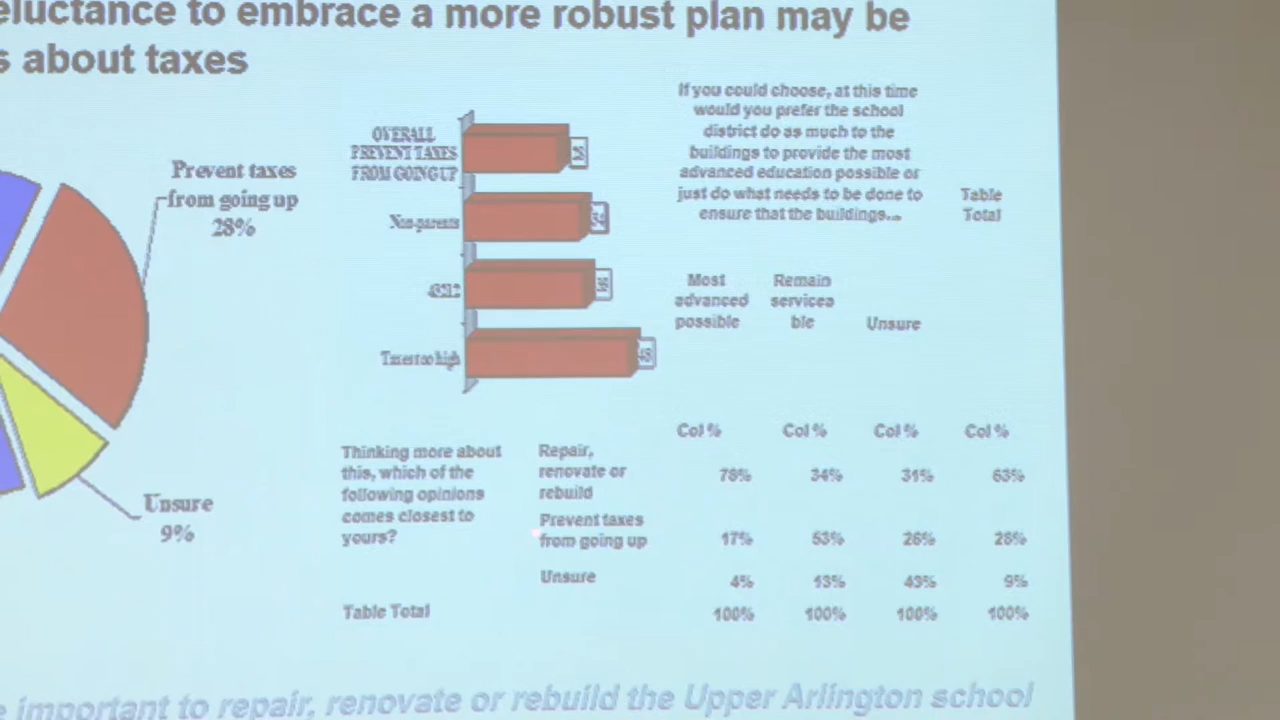 eluctance to embrace a more robust plan may be
s about taxes
Prevent taxes
from going up
28%
Unsure
9%
OVERALL
PREVENT TAXES
FROM GOING UP
28
Non-parents
34
43212
Taxes too high
48
If you could choose, at this time
would you prefer the school
district do as much to the
buildings to provide the most
advanced education possible or
just do what needs to be done to
ensure that the buildings...
Table
Total
Most
advanced
possible
Remain
servicea
ble
Unsure
Col % Col % Col % Col %
Thinking more about
this, which of the
following opinions
comes closest to
yours?
Repair,
renovate or
rebuild
78% 34% 31% 63%
Prevent taxes
from going up
17% 53% 26% 28%
Unsure
4% 13% 43% 9%
Table Total
100% 100% 100% 100%
e important to repair, renovate or rebuild the Upper Arlington school